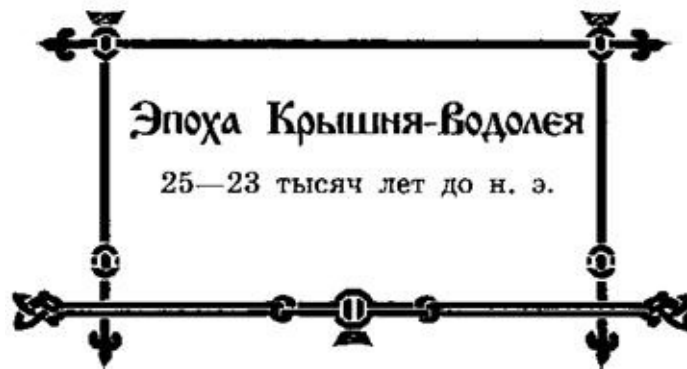 Эпоха Крышня-Водолея
25—23 тысяч лет до н. э.